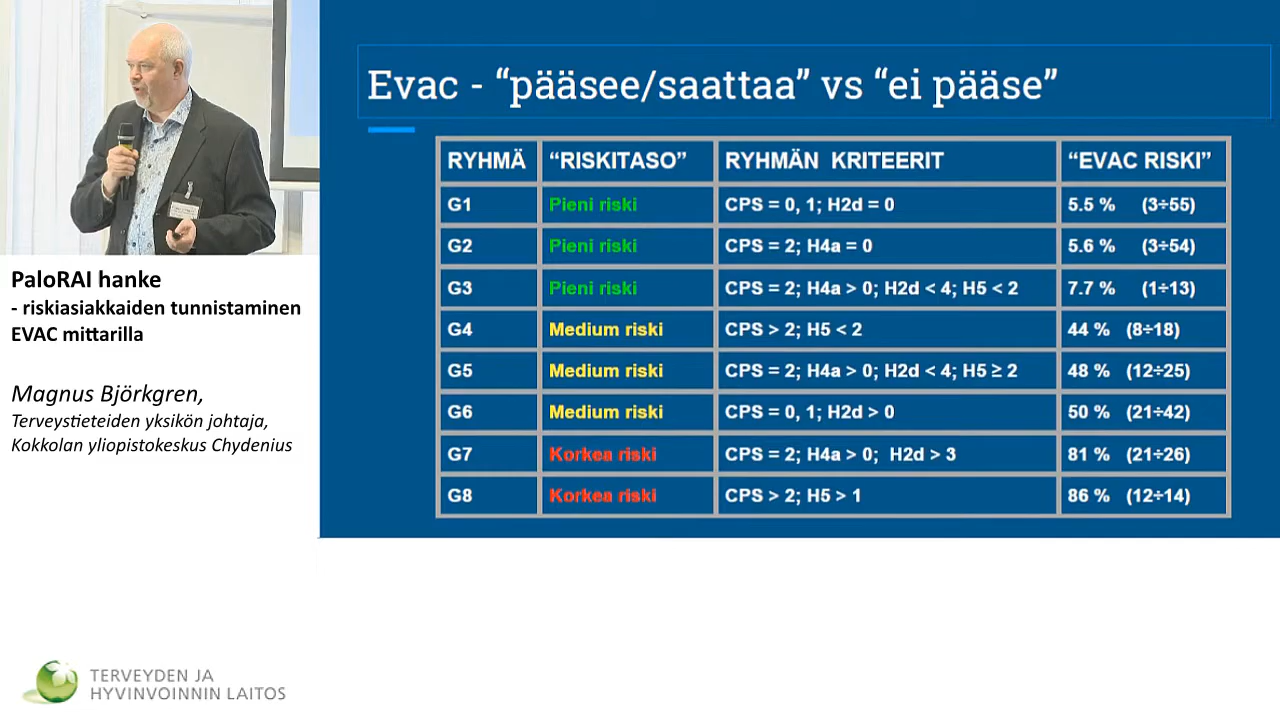 Evac - “pääsee/saattaa” vs “ei pääse”
RYHMÄ “RISKITASO” RYHMÄN KRITEERIT “EVAC RISKI”
G1 Pieni riski CPS = 0, 1; H2d = 0 5.5 % (3÷55)
G2 Pieni riski CPS = 2; H4a = 0 5.6 % (3÷54)
G3 Pieni riski CPS = 2; H4a > 0; H2d < 4; H5 < 2 7.7 % (1÷13)
G4 Medium riski CPS > 2; H5 < 2 44 % (8÷18)
G5 Medium riski CPS = 2; H4a > 0; H2d < 4; H5 ≥ 2 48 % (12÷25)
G6 Medium riski CPS = 0, 1; H2d > 0 50 % (21÷42)
G7 Korkea riski CPS = 2; H4a > 0; H2d > 3 81 % (21÷26)
G8 Korkea riski CPS > 2; H5 > 1 86 % (12÷14)
PaloRAI hanke
- riskiasiakkaiden tunnistaminen
EVAC mittarilla
Magnus Björkgren,
Terveystieteiden yksikön johtaja,
Kokkolan yliopistokeskus Chydenius
TERVEYDEN JA
HYVINVOINNIN LAITOS